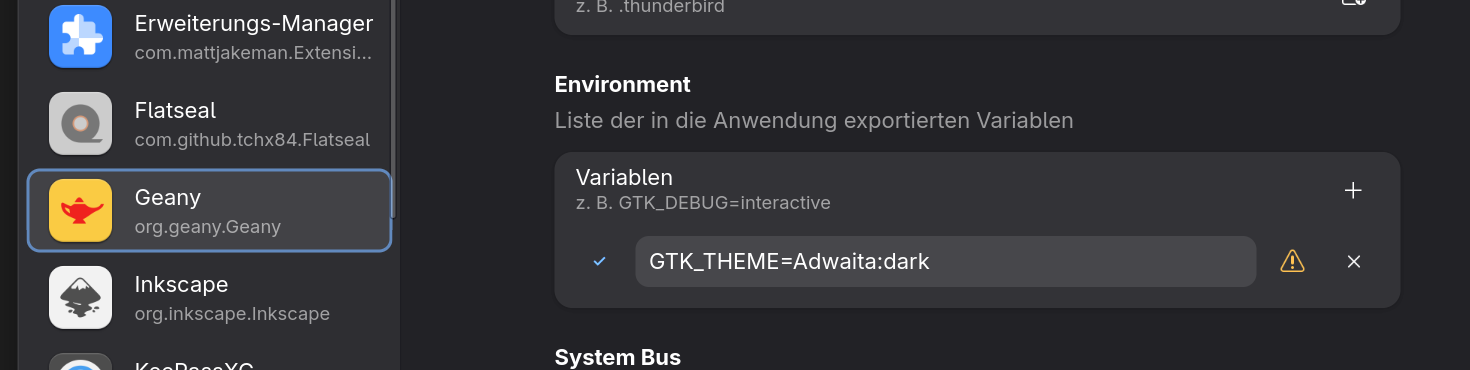 Erweiterungs-Manager
com.mattjakeman.Extensi...
Flatseal
com.github.tchx84.Flatseal
Geany
org.geany.Geany
Inkscape
org.inkscape.Inkscape
KeePassXC
z. B. .thunderbird
Environment
Liste der in die Anwendung exportierten Variablen
Variablen
z. B. GTK_DEBUG=interactive
GTK_THEME=Adwaita:dark
System Bus